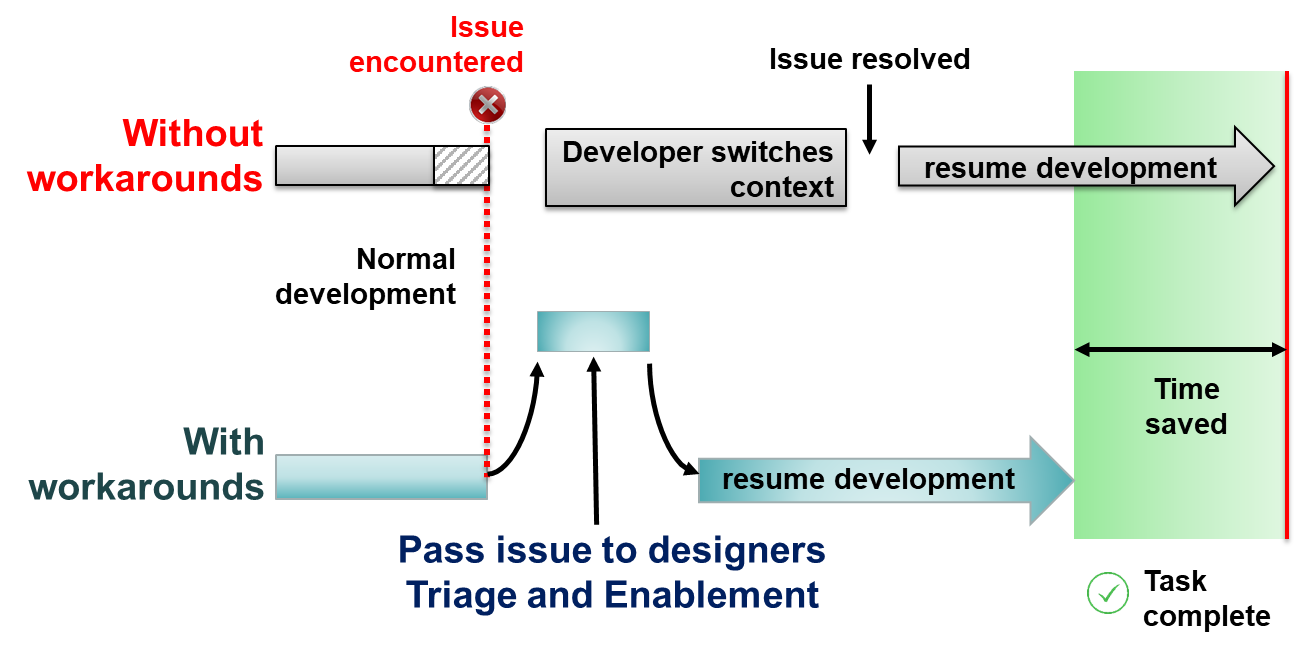 Issue
encountered
Issue resolved
Without
workarounds
Developer switches
context
resume development
Normal
development
Time
saved
With
workarounds
resume development
Pass issue to designers
Triage and Enablement
Task
complete